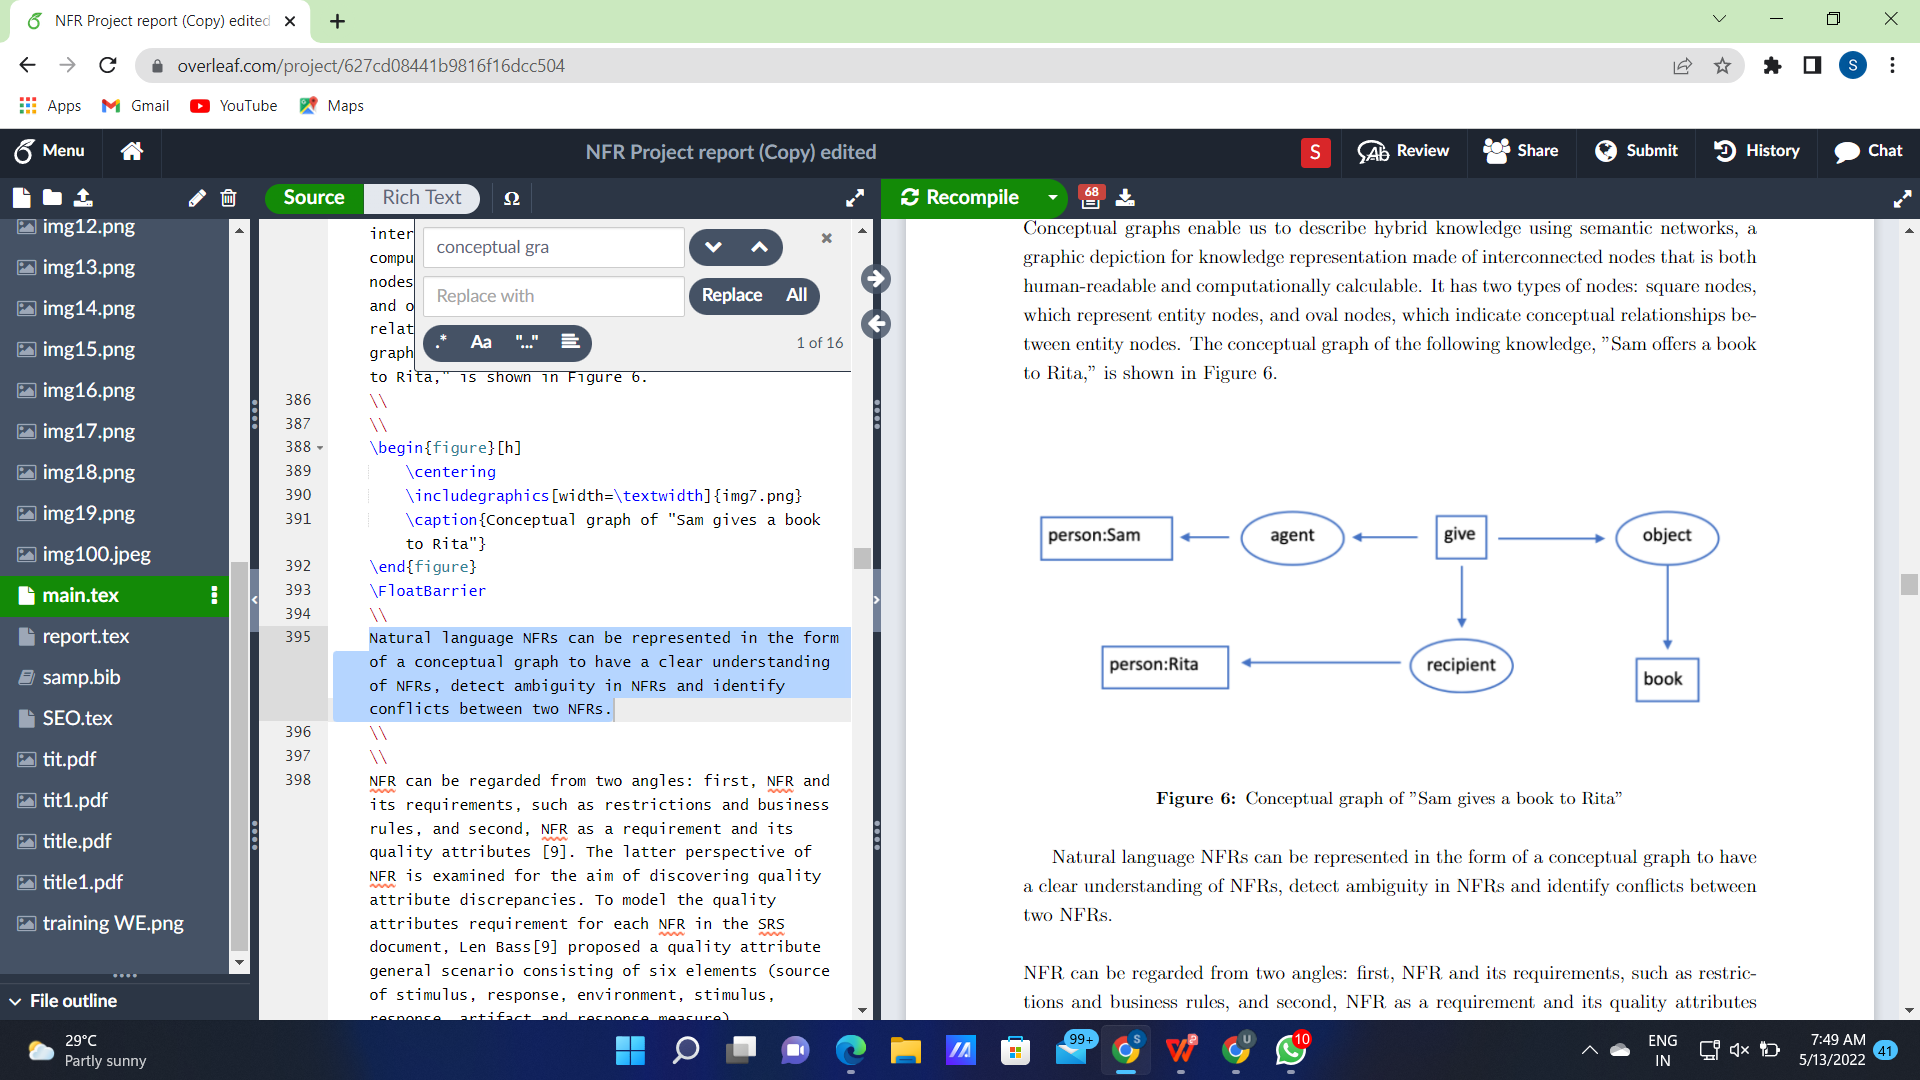 NFR Project report (Copy) edited
overleaf.com/project/627cd08441b9816f16dcc504
S
Apps
Gmail
YouTube
Maps
Menu
NFR Project report (Copy) edited
S
Review
Share
Submit
History
Chat
Source
Rich Text
Ω
Recompile
68
img12.png
img13.png
img14.png
img15.png
img16.png
img17.png
img18.png
img19.png
img100.jpeg
main.tex
report.tex
samp.bib
SEO.tex
tit.pdf
tit1.pdf
title.pdf
title1.pdf
training WE.png
File outline
conceptual gra
Replace with
Replace
All
.*
Aa
"..."
1 of 16
inter
compu
nodes
and o
relat
graph
to Rita," is shown in Figure 6.
386 \\
387 \\
388 \begin{figure}[h]
389 \centering
390 \includegraphics[width=\textwidth]{img7.png}
391 \caption{Conceptual graph of "Sam gives a book
to Rita"}
392 \end{figure}
393 \FloatBarrier
394 \\
395 Natural language NFRs can be represented in the form
of a conceptual graph to have a clear understanding
of NFRs, detect ambiguity in NFRs and identify
conflicts between two NFRs.
396 \\
397 \\
398 NFR can be regarded from two angles: first, NFR and
its requirements, such as restrictions and business
rules, and second, NFR as a requirement and its
quality attributes [9]. The latter perspective of
NFR is examined for the aim of discovering quality
attribute discrepancies. To model the quality
attributes requirement for each NFR in the SRS
document, Len Bass[9] proposed a quality attribute
general scenario consisting of six elements (source
of stimulus, response, environment, stimulus,
response, artifact and response measure)
Conceptual graphs enable us to describe hybrid knowledge using semantic networks, a
graphic depiction for knowledge representation made of interconnected nodes that is both
human-readable and computationally calculable. It has two types of nodes: square nodes,
which represent entity nodes, and oval nodes, which indicate conceptual relationships be-
tween entity nodes. The conceptual graph of the following knowledge, "Sam offers a book
to Rita," is shown in Figure 6.
person:Sam
agent
give
object
person:Rita
recipient
book
Figure 6: Conceptual graph of "Sam gives a book to Rita"
Natural language NFRs can be represented in the form of a conceptual graph to have
a clear understanding of NFRs, detect ambiguity in NFRs and identify conflicts between
two NFRs.
NFR can be regarded from two angles: first, NFR and its requirements, such as restric-
tions and business rules, and second, NFR as a requirement and its quality attributes
29°C
Partly sunny
99+
S
U
10
ENG
IN
7:49 AM
5/13/2022
41